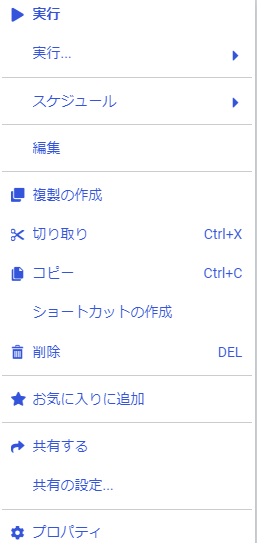 実行
実行...
スケジュール
編集
複製の作成
切り取り Ctrl+X
コピー Ctrl+C
ショートカットの作成
削除 DEL
お気に入りに追加
共有する
共有の設定...
プロパティ